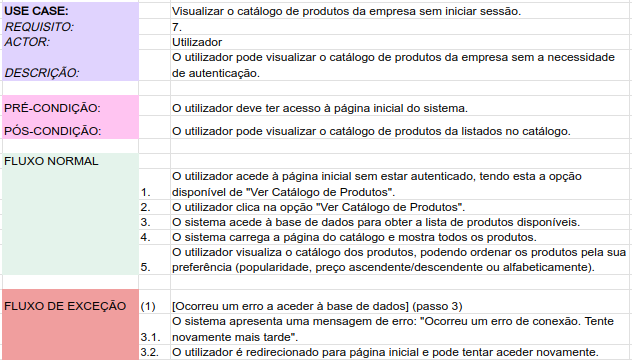 USE CASE: Visualizar o catálogo de produtos da empresa sem iniciar sessão.
REQUISITO: 7.
ACTOR: Utilizador
O utilizador pode visualizar o catálogo de produtos da empresa sem a necessidade
DESCRIÇÃO: de autenticação.
PRÉ-CONDIÇÃO: O utilizador deve ter acesso à página inicial do sistema.
PÓS-CONDIÇÃO: O utilizador pode visualizar o catálogo de produtos da listados no catálogo.
FLUXO NORMAL
O utilizador acede à página inicial sem estar autenticado, tendo esta a opção
1. disponível de "Ver Catálogo de Produtos".
2. O utilizador clica na opção "Ver Catálogo de Produtos".
3. O sistema acede à base de dados para obter a lista de produtos disponíveis.
4. O sistema carrega a página do catálogo e mostra todos os produtos.
O utilizador visualiza o catálogo dos produtos, podendo ordenar os produtos pela sua
5. preferência (popularidade, preço ascendente/descendente ou alfabeticamente).
FLUXO DE EXCEÇÃO (1) [Ocorreu um erro a aceder à base de dados] (passo 3)
O sistema apresenta uma mensagem de erro: "Ocorreu um erro de conexão. Tente
3.1. novamente mais tarde".
3.2. O utilizador é redirecionado para página inicial e pode tentar aceder novamente.